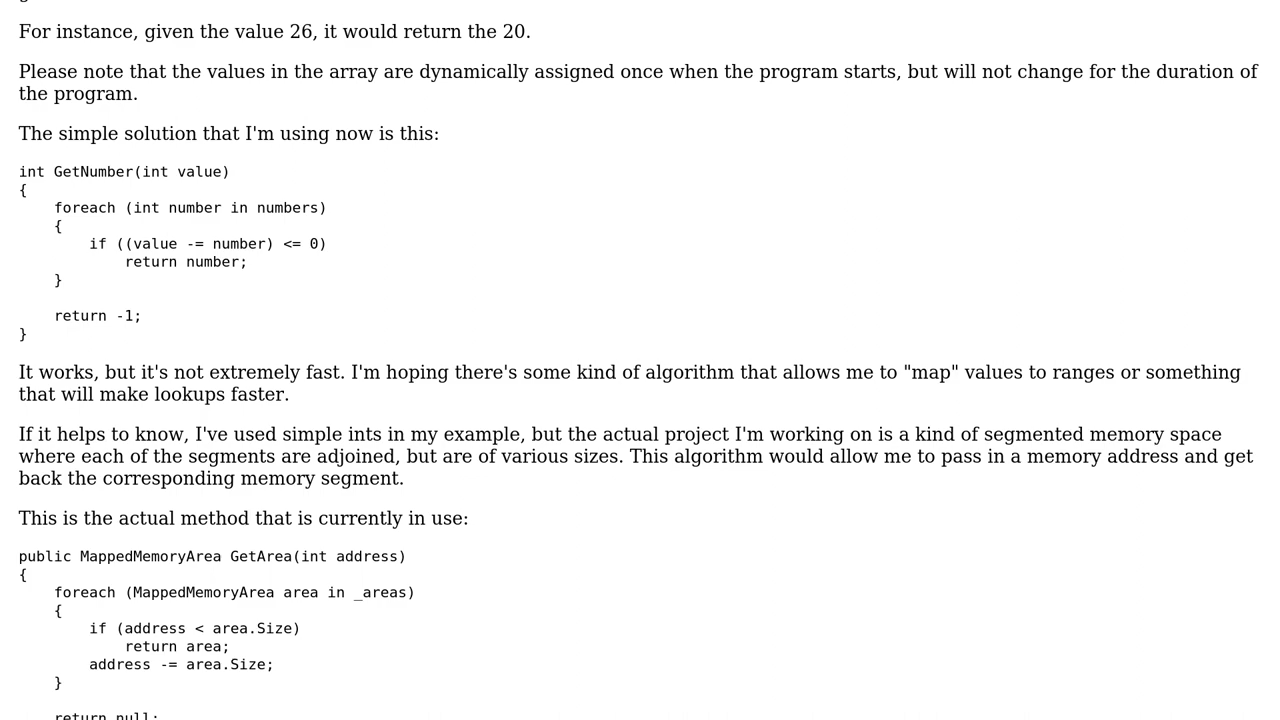 For instance, given the value 26, it would return the 20.
Please note that the values in the array are dynamically assigned once when the program starts, but will not change for the duration of
the program.
The simple solution that I'm using now is this:
int GetNumber(int value)
{
    foreach (int number in numbers)
    {
        if ((value -= number) <= 0)
            return number;
    }
    return -1;
}
It works, but it's not extremely fast. I'm hoping there's some kind of algorithm that allows me to "map" values to ranges or something
that will make lookups faster.
If it helps to know, I've used simple ints in my example, but the actual project I'm working on is a kind of segmented memory space
where each of the segments are adjoined, but are of various sizes. This algorithm would allow me to pass in a memory address and get
back the corresponding memory segment.
This is the actual method that is currently in use:
public MappedMemoryArea GetArea(int address)
{
    foreach (MappedMemoryArea area in _areas)
    {
        if (address < area.Size)
            return area;
        address -= area.Size;
    }
    return null;